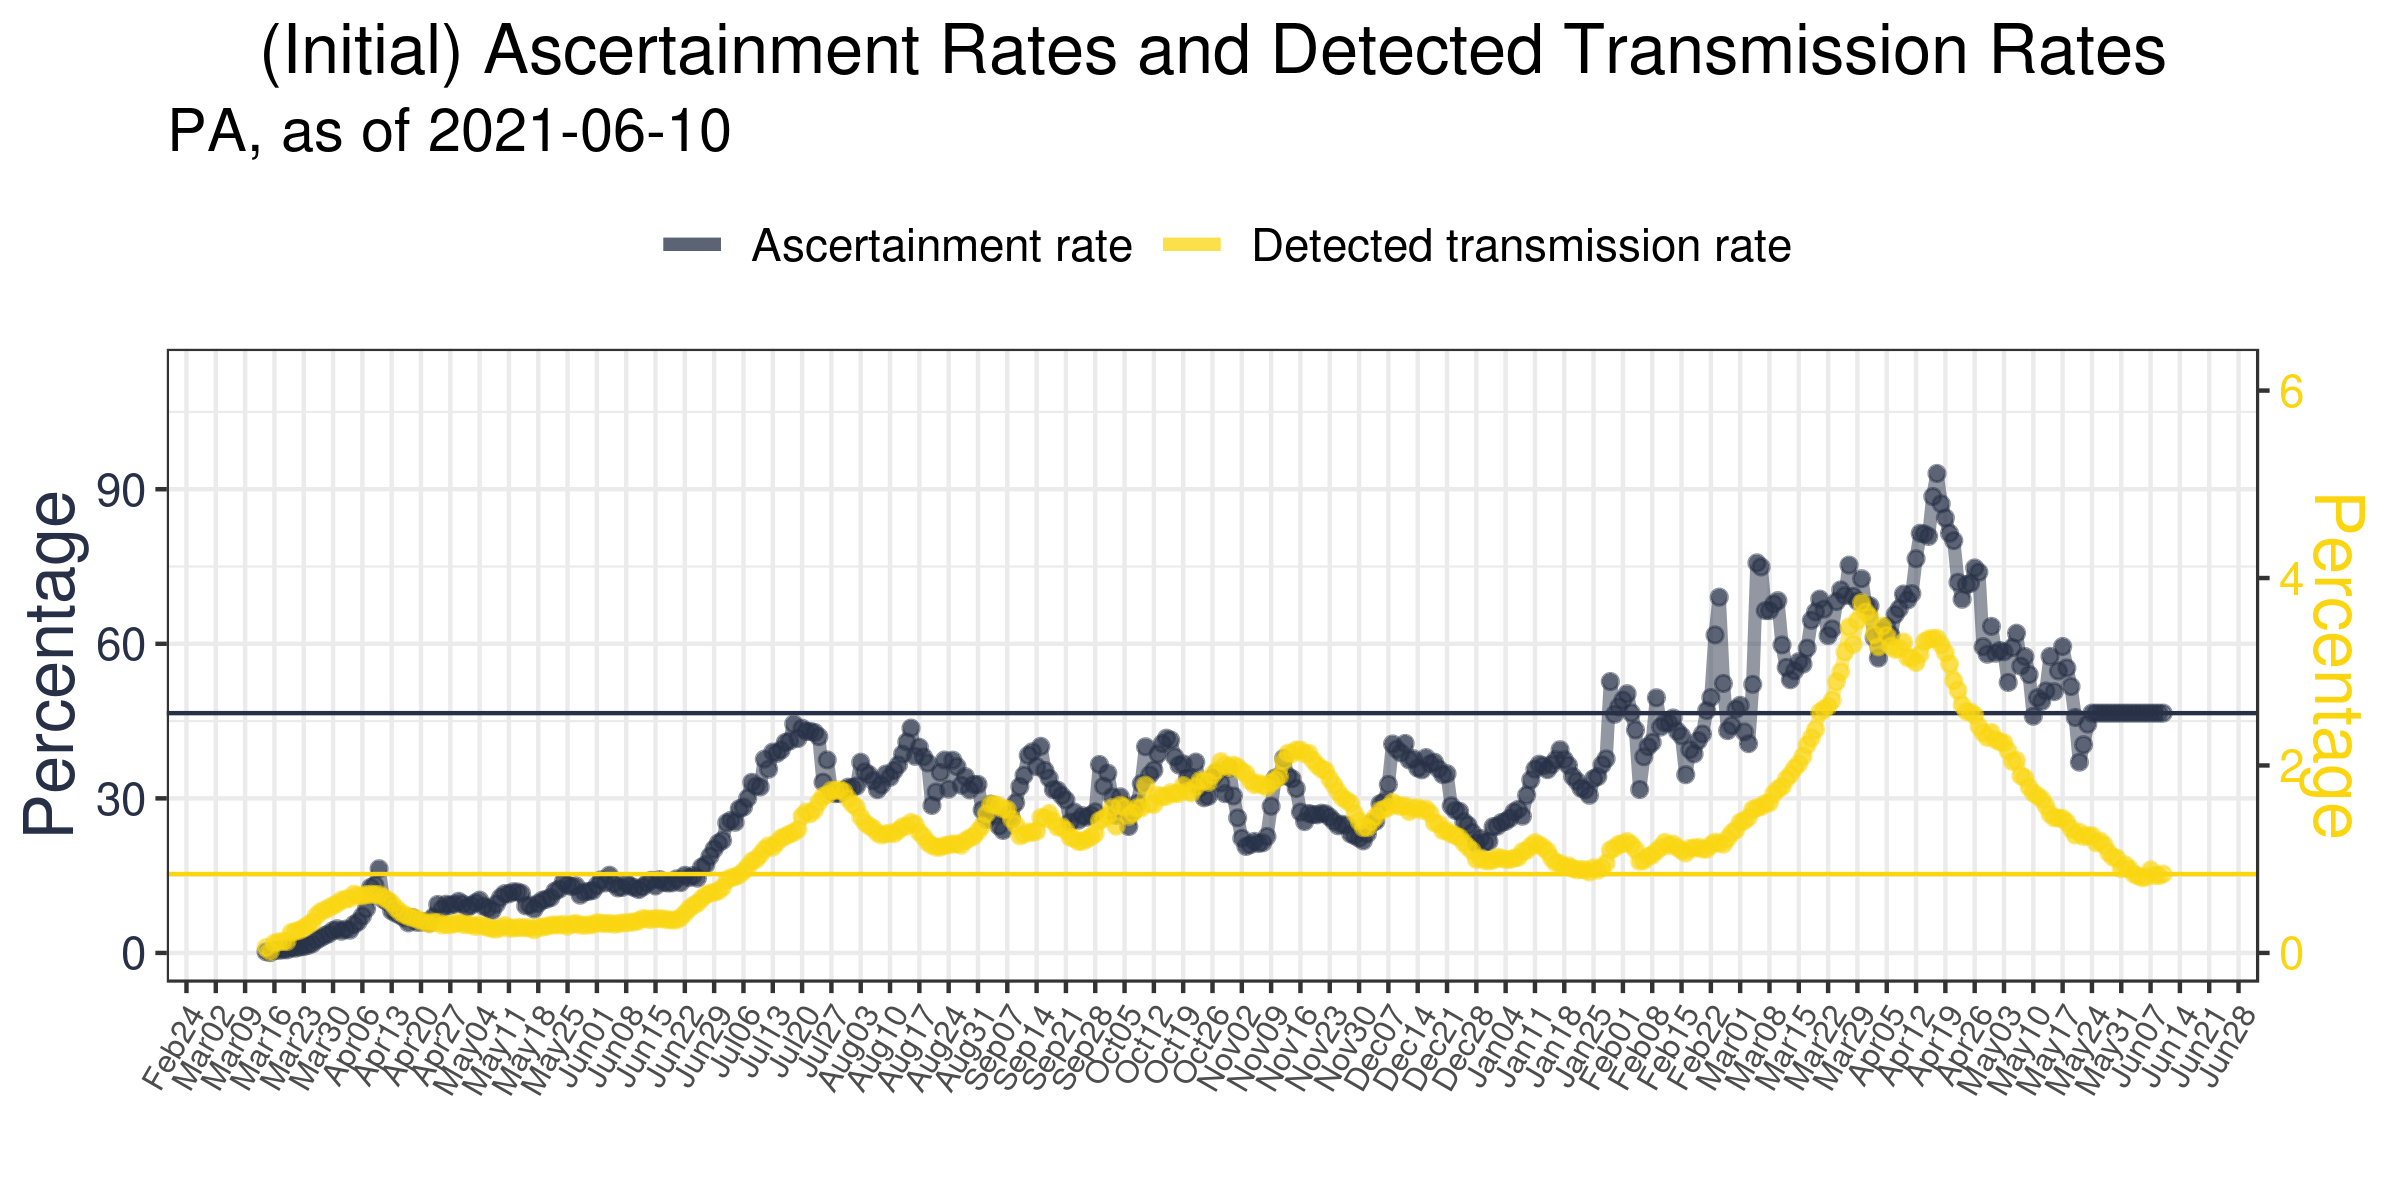 (Initial) Ascertainment Rates and Detected Transmission Rates
PA, as of 2021-06-10
Ascertainment rate
Detected transmission rate
Percentage
90
60
30
0
6
4
2
0
Percentage
Feb24
Mar02
Mar09
Mar16
Mar23
Mar30
Apr06
Apr13
Apr20
Apr27
May04
May11
May18
May25
Jun01
Jun08
Jun15
Jun22
Jun29
Jul06
Jul13
Jul20
Jul27
Aug03
Aug10
Aug17
Aug24
Aug31
Sep07
Sep14
Sep21
Sep28
Oct05
Oct12
Oct19
Oct26
Nov02
Nov09
Nov16
Nov23
Nov30
Dec07
Dec14
Dec21
Dec28
Jan04
Jan11
Jan18
Jan25
Feb01
Feb08
Feb15
Feb22
Mar01
Mar08
Mar15
Mar22
Mar29
Apr05
Apr12
Apr19
Apr26
May03
May10
May17
May24
May31
Jun07
Jun14
Jun21
Jun28